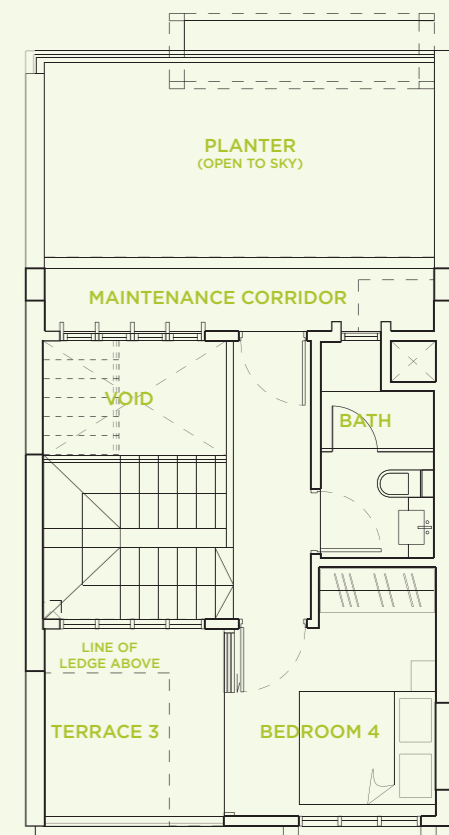 PLANTER
(OPEN TO SKY)
MAINTENANCE CORRIDOR
VOID
BATH
LINE OF
LEDGE ABOVE
TERRACE 3
BEDROOM 4